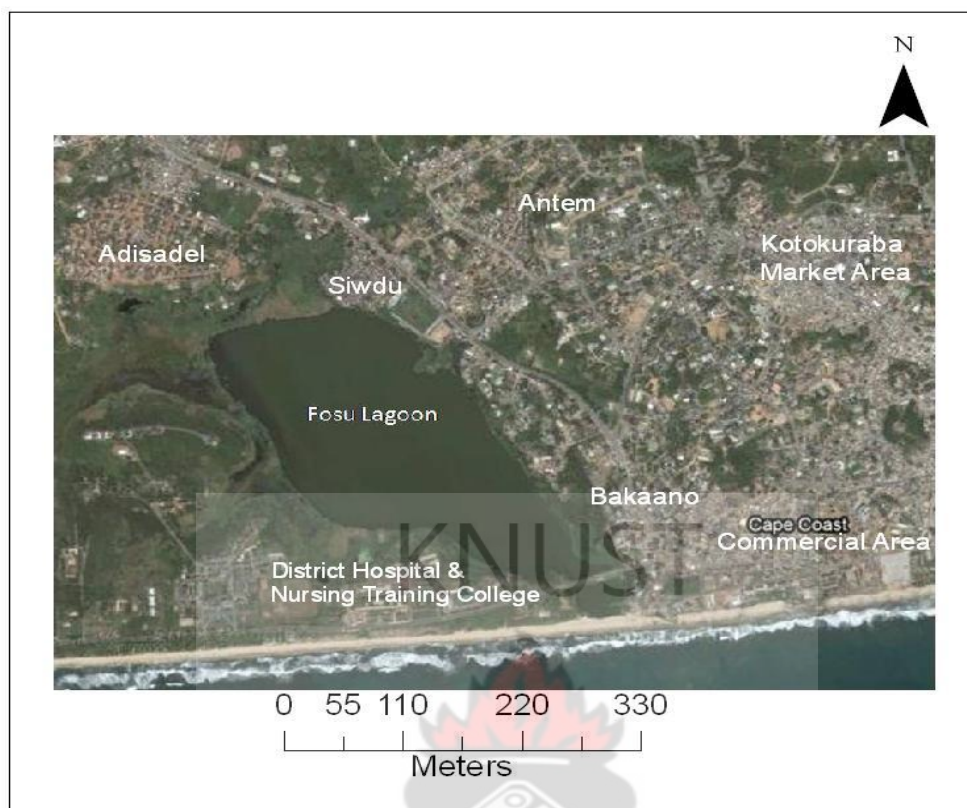 N
Antem
Kotokuraba
Market Area
Adisadel
Siwdu
Fosu Lagoon
Bakaano
Cape Coast
Commercial Area
KNUST
District Hospital &
Nursing Training College
0 55 110 220 330
Meters